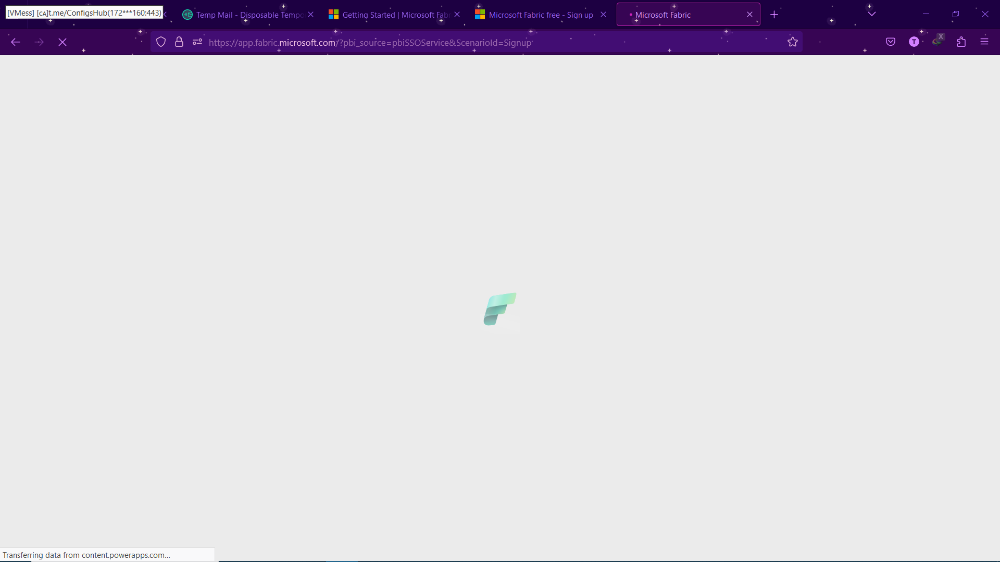 [VMess] [cᴀ]t.me/ConfigsHub(172***160:443)
Temp Mail - Disposable Tempo
Getting Started | Microsoft Fabr
Microsoft Fabric free - Sign up
Microsoft Fabric
https://app.fabric.microsoft.com/?pbi_source=pbiSSOService&ScenarioId=Signup
T
X
Transferring data from content.powerapps.com...